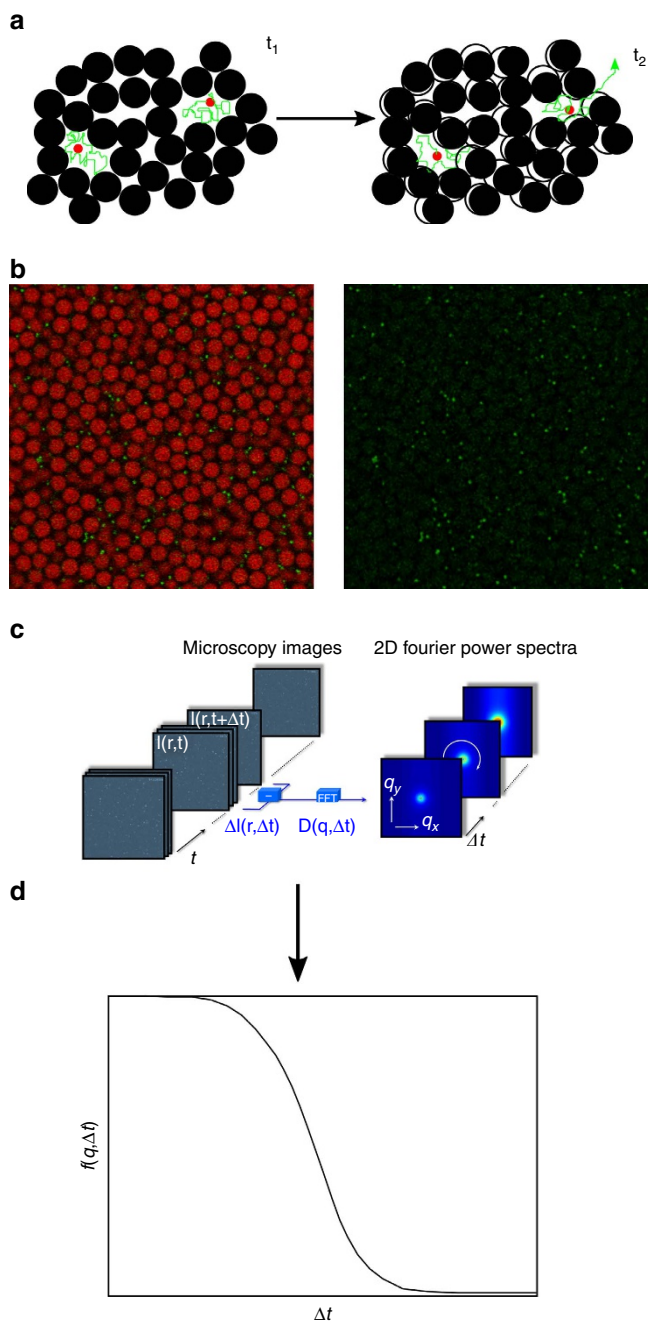 a
t1
t2
b
c
Microscopy images
2D fourier power spectra
I(r,t+Δt)
I(r,t)
–
FFT
ΔI(r,Δt)
D(q,Δt)
t
qy
qx
Δt
d
f(q,Δt)
Δt